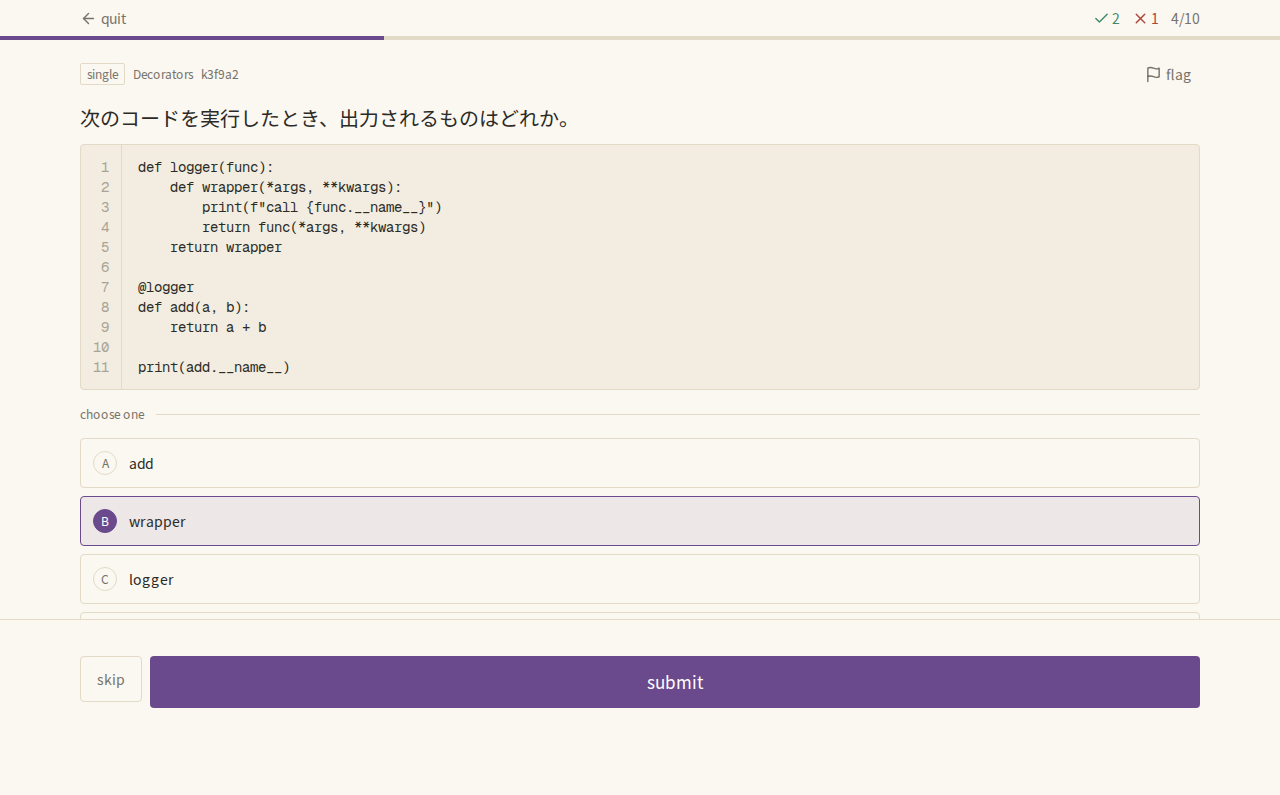 quit
2 1 4/10
single Decorators k3f9a2
flag
次のコードを実行したとき、出力されるものはどれか。
1 def logger(func):
2     def wrapper(*args, **kwargs):
3         print(f"call {func.__name__}")
4         return func(*args, **kwargs)
5     return wrapper
6
7 @logger
8 def add(a, b):
9     return a + b
10
11 print(add.__name__)
choose one
A add
B wrapper
C logger
skip
submit